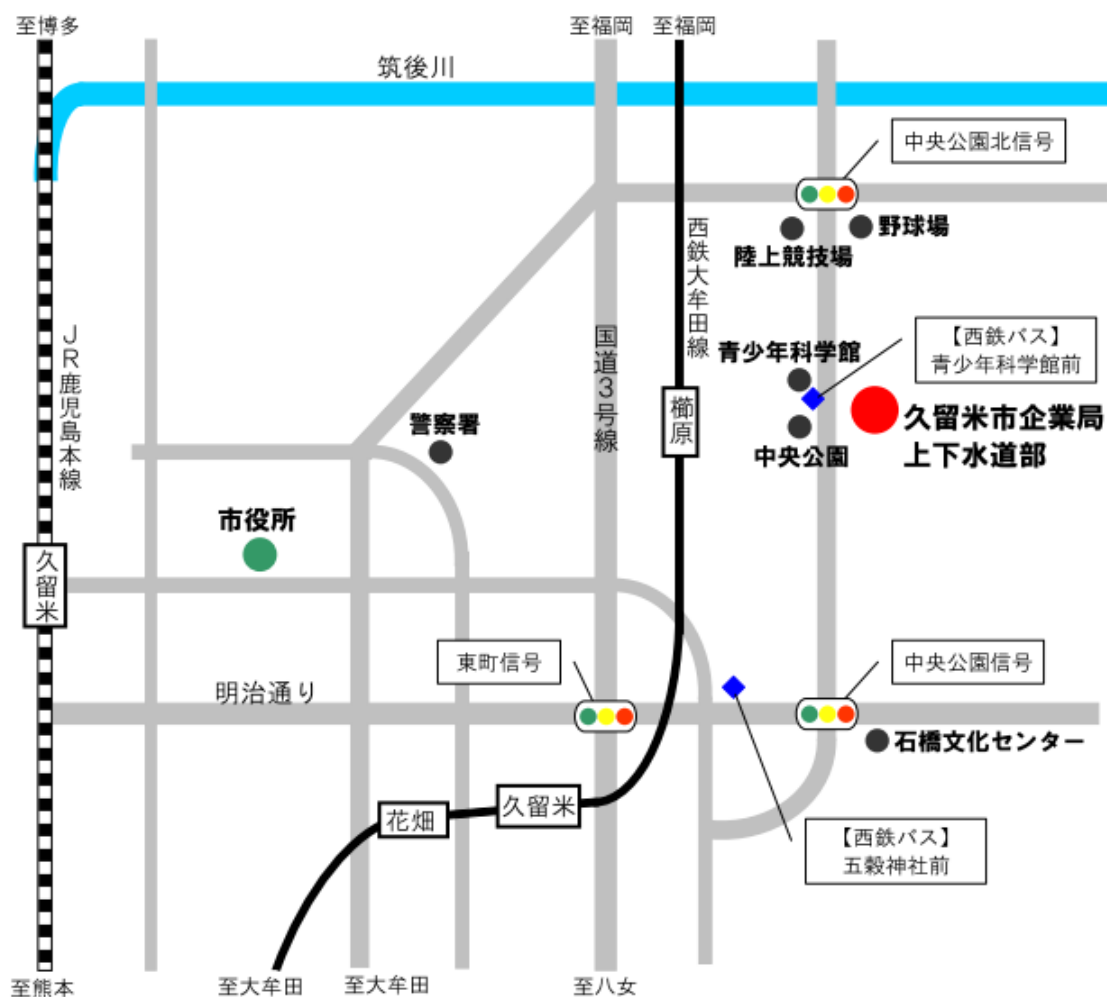 至博多
至福岡
至福岡
筑後川
中央公園北信号
野球場
陸上競技場
西鉄大牟田線
JR鹿児島本線
国道3号線
【西鉄バス】
青少年科学館前
青少年科学館
櫛原
久留米市企業局
上下水道部
警察署
中央公園
市役所
久留米
東町信号
中央公園信号
明治通り
石橋文化センター
久留米
花畑
【西鉄バス】
五穀神社前
至熊本
至大牟田
至大牟田
至八女